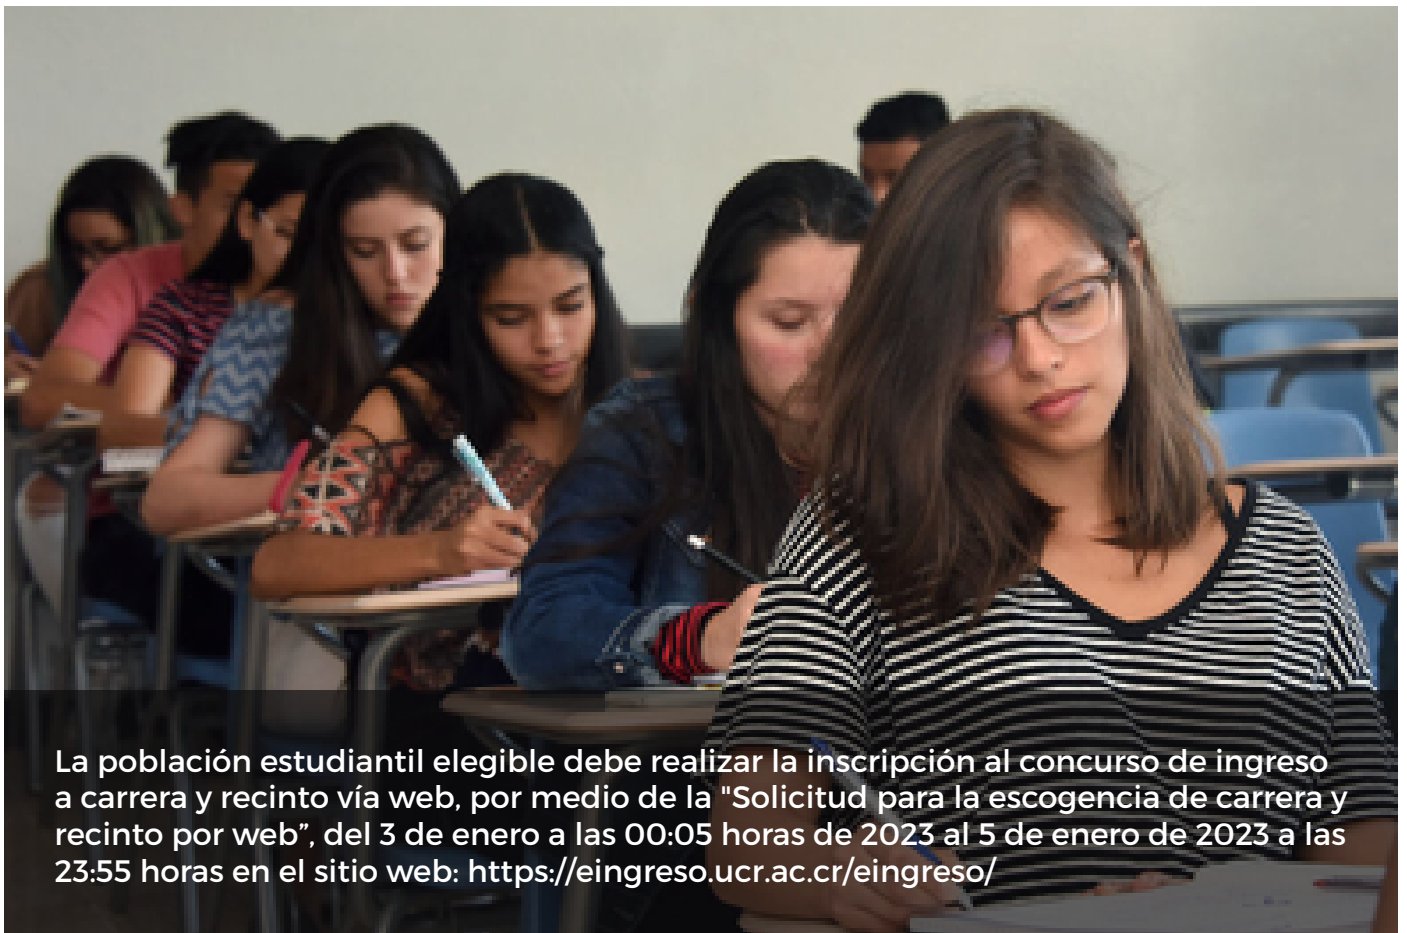 La población estudiantil elegible debe realizar la inscripción al concurso de ingreso
a carrera y recinto vía web, por medio de la "Solicitud para la escogencia de carrera y
recinto por web”, del 3 de enero a las 00:05 horas de 2023 al 5 de enero de 2023 a las
23:55 horas en el sitio web: https://eingreso.ucr.ac.cr/eingreso/